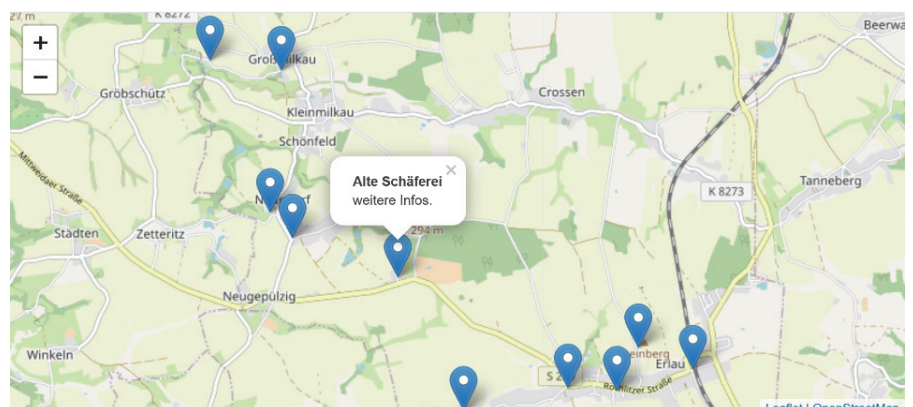 K 8272
+
−
Großmilkau
Gröbschütz
Crossen
Kleinmilkau
Schönfeld
Mittweidaer Straße
Alte Schäferei
×
weitere Infos.
K 8273
Tanneberg
294 m
Städten
Zetteritz
Neugepülzig
Winkeln
Erlau
Rochlitzer Straße
Leaflet | OpenStreetMap